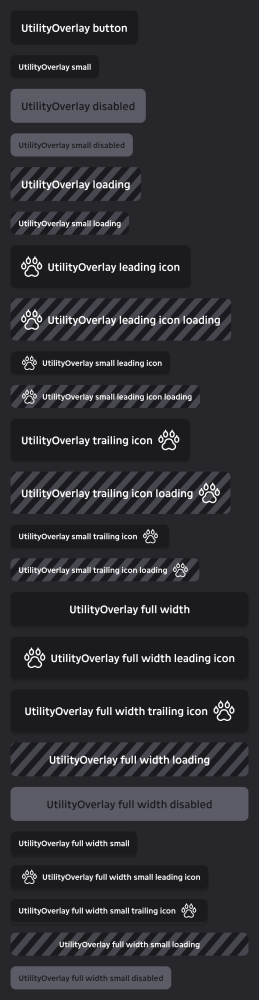 UtilityOverlay button
UtilityOverlay small
UtilityOverlay disabled
UtilityOverlay small disabled
UtilityOverlay loading
UtilityOverlay small loading
UtilityOverlay leading icon
UtilityOverlay leading icon loading
UtilityOverlay small leading icon
UtilityOverlay small leading icon loading
UtilityOverlay trailing icon
UtilityOverlay trailing icon loading
UtilityOverlay small trailing icon
UtilityOverlay small trailing icon loading
UtilityOverlay full width
UtilityOverlay full width leading icon
UtilityOverlay full width trailing icon
UtilityOverlay full width loading
UtilityOverlay full width disabled
UtilityOverlay full width small
UtilityOverlay full width small leading icon
UtilityOverlay full width small trailing icon
UtilityOverlay full width small loading
UtilityOverlay full width small disabled